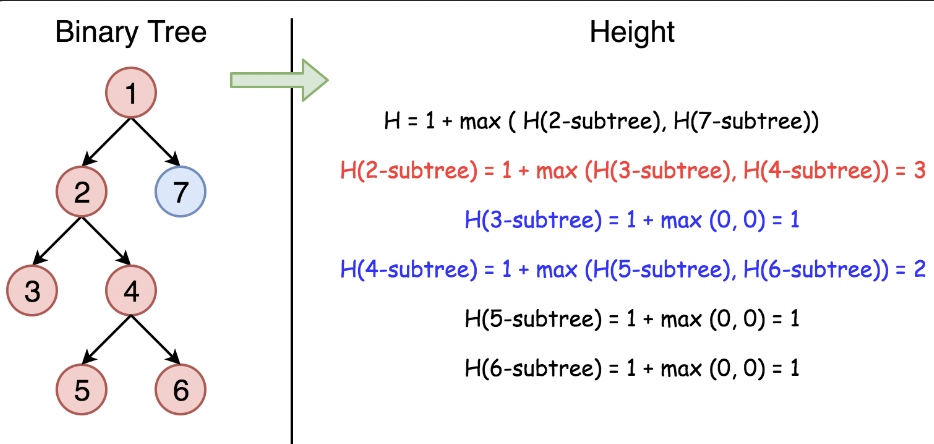 Binary Tree
Height
1
2
7
3
4
5
6
H = 1 + max ( H(2-subtree), H(7-subtree))
H(2-subtree) = 1 + max (H(3-subtree), H(4-subtree)) = 3
H(3-subtree) = 1 + max (0, 0) = 1
H(4-subtree) = 1 + max (H(5-subtree), H(6-subtree)) = 2
H(5-subtree) = 1 + max (0, 0) = 1
H(6-subtree) = 1 + max (0, 0) = 1